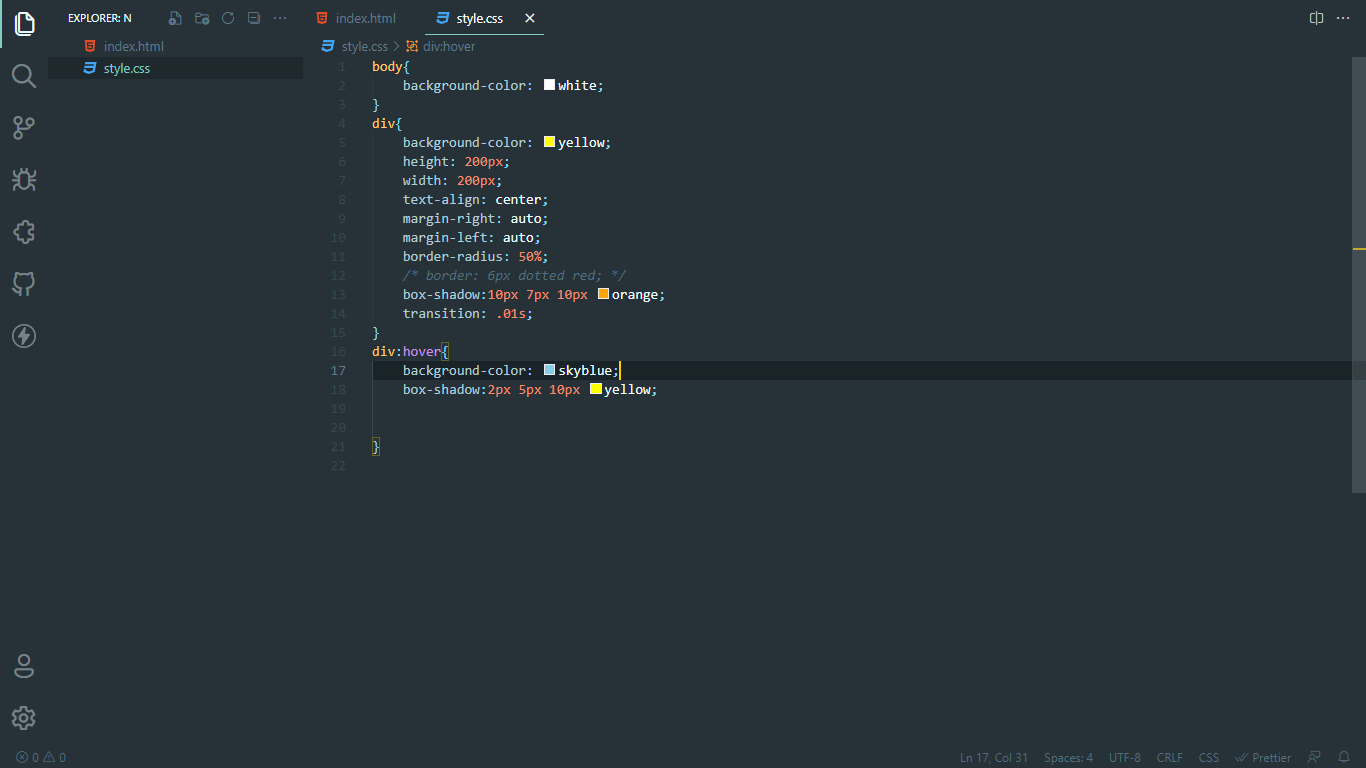 EXPLORER: N
index.html
style.css
index.html
style.css
style.css > div:hover
1 body{
2 background-color: white;
3 }
4 div{
5 background-color: yellow;
6 height: 200px;
7 width: 200px;
8 text-align: center;
9 margin-right: auto;
10 margin-left: auto;
11 border-radius: 50%;
12 /* border: 6px dotted red; */
13 box-shadow:10px 7px 10px orange;
14 transition: .01s;
15 }
16 div:hover{
17 background-color: skyblue;
18 box-shadow:2px 5px 10px yellow;
19
20
21 }
22
0 0
Ln 17, Col 31 Spaces: 4 UTF-8 CRLF CSS Prettier